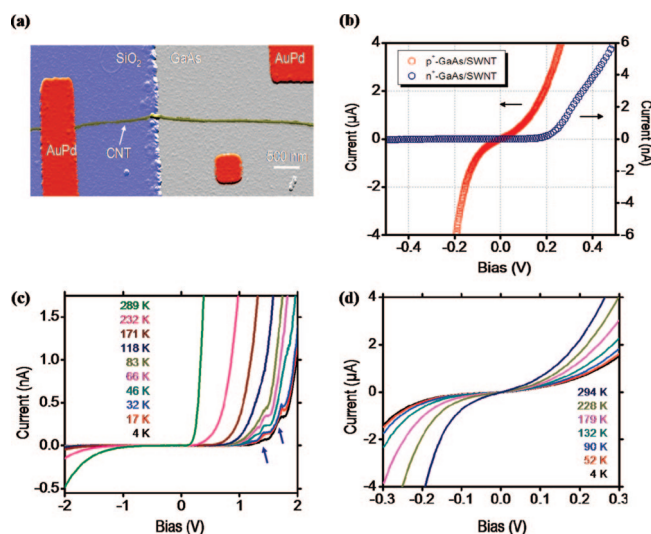 (a)
SiO2 GaAs AuPd
AuPd
CNT
(b)
p+-GaAs/SWNT
n+-GaAs/SWNT
Current (µA)
4
2
0
-2
-4
Current (nA)
6
4
2
0
-2
-4
-6
-0.4 -0.2 0.0 0.2 0.4
Bias (V)
(c)
289 K
232 K
171 K
118 K
83 K
66 K
46 K
32 K
17 K
4 K
Current (nA)
1.5
1.0
0.5
0.0
-0.5
-2 -1 0 1 2
Bias (V)
(d)
Current (µA)
4
2
0
-2
-4
294 K
228 K
179 K
132 K
90 K
52 K
4 K
-0.3 -0.2 -0.1 0.0 0.1 0.2 0.3
Bias (V)